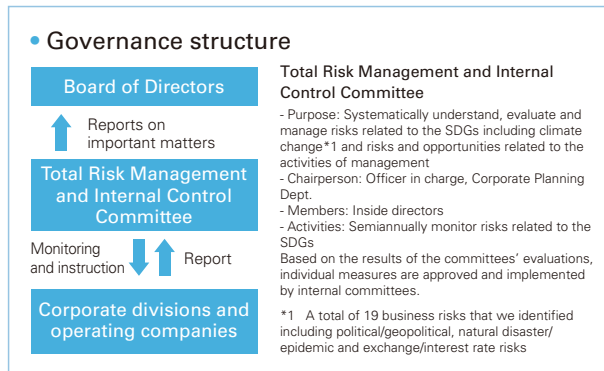 • Governance structure
Board of Directors
Reports on
important matters
Total Risk Management
and Internal Control
Committee
Monitoring
and instruction
Report
Corporate divisions and
operating companies
Total Risk Management and Internal
Control Committee
- Purpose: Systematically understand, evaluate and
manage risks related to the SDGs including climate
change*1 and risks and opportunities related to the
activities of management
- Chairperson: Officer in charge, Corporate Planning
Dept.
- Members: Inside directors
- Activities: Semiannually monitor risks related to the
SDGs
Based on the results of the committees’ evaluations,
individual measures are approved and implemented
by internal committees.
*1 A total of 19 business risks that we identified
including political/geopolitical, natural disaster/
epidemic and exchange/interest rate risks